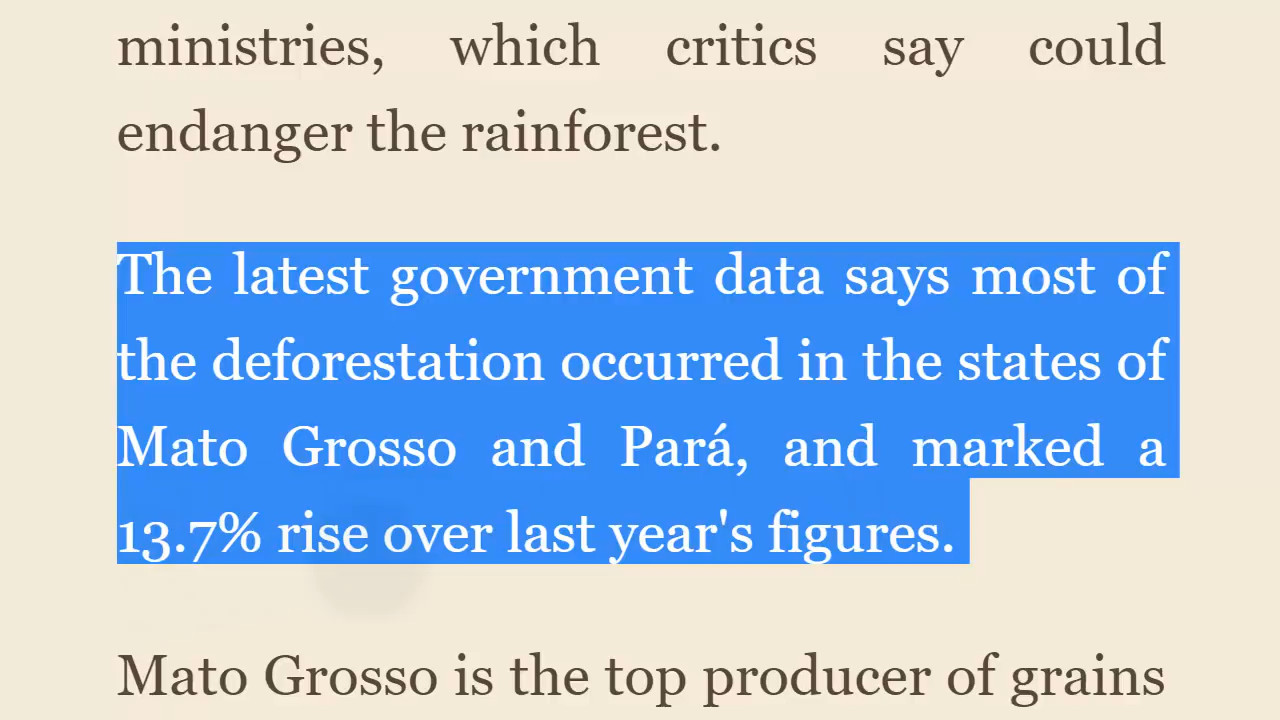 ministries, which critics say could
endanger the rainforest.
The latest government data says most of
the deforestation occurred in the states of
Mato Grosso and Pará, and marked a
13.7% rise over last year's figures.
Mato Grosso is the top producer of grains